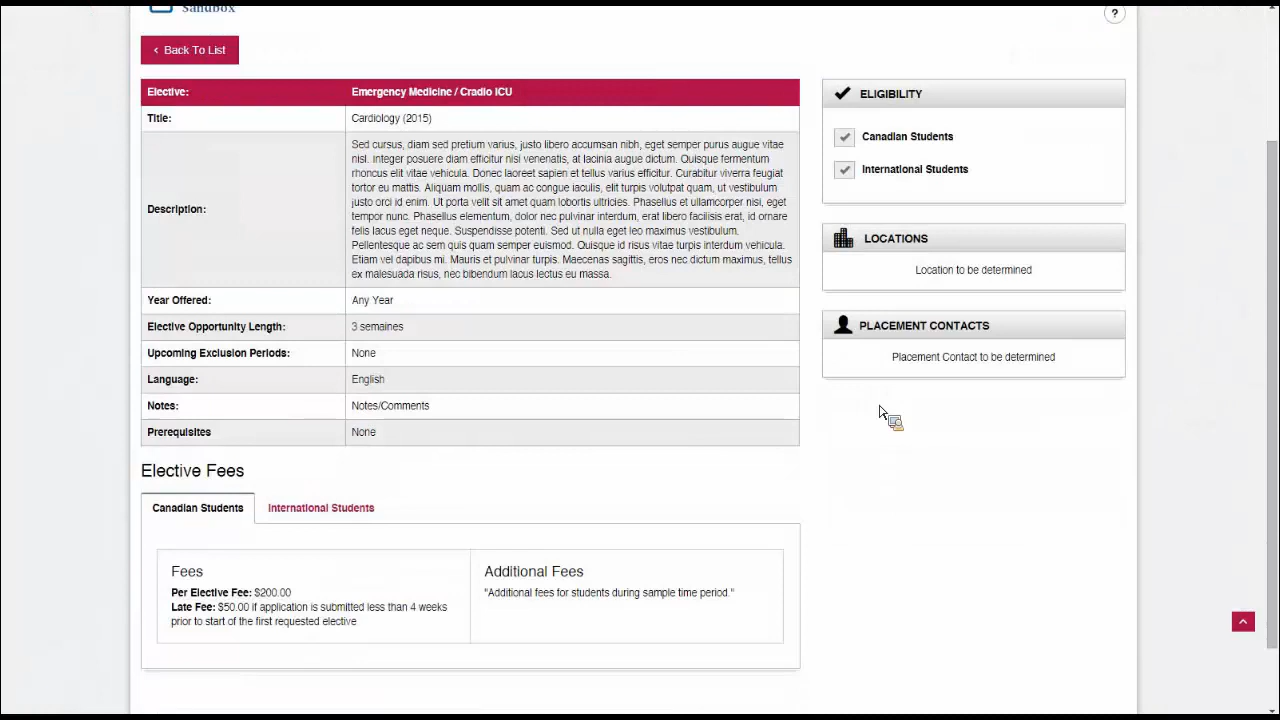 Sandbox
?
Back To List
Elective: Emergency Medicine / Cradio ICU
Title: Cardiology (2015)
Description:
Sed cursus, diam sed pretium varius, justo libero accumsan nibh, eget semper purus augue vitae
nisl. Integer posuere diam efficitur nisi venenatis, at lacinia augue dictum. Quisque fermentum
rhoncus elit vitae vehicula. Donec laoreet sapien et tellus varius efficitur. Curabitur viverra feugiat
tortor eu mattis. Aliquam mollis, quam ac congue iaculis, elit turpis volutpat quam, ut vestibulum
justo orci id enim. Ut porta velit sit amet quam lobortis ultricies. Phasellus et ullamcorper nisi, eget
tempor nunc. Phasellus elementum, dolor nec pulvinar interdum, erat libero facilisis erat, id ornare
felis lacus eget neque. Suspendisse potenti. Sed ut nulla eget leo maximus vestibulum.
Pellentesque ac sem quis quam semper euismod. Quisque id risus vitae turpis interdum vehicula.
Etiam vel dapibus mi. Mauris et pulvinar turpis. Maecenas sagittis, eros nec dictum maximus, tellus
ex malesuada risus, nec bibendum lacus lectus eu massa.
Year Offered: Any Year
Elective Opportunity Length: 3 semaines
Upcoming Exclusion Periods: None
Language: English
Notes: Notes/Comments
Prerequisites None
ELIGIBILITY
Canadian Students
International Students
LOCATIONS
Location to be determined
PLACEMENT CONTACTS
Placement Contact to be determined
Elective Fees
Canadian Students International Students
Fees
Per Elective Fee: $200.00
Late Fee: $50.00 if application is submitted less than 4 weeks
prior to start of the first requested elective
Additional Fees
"Additional fees for students during sample time period."